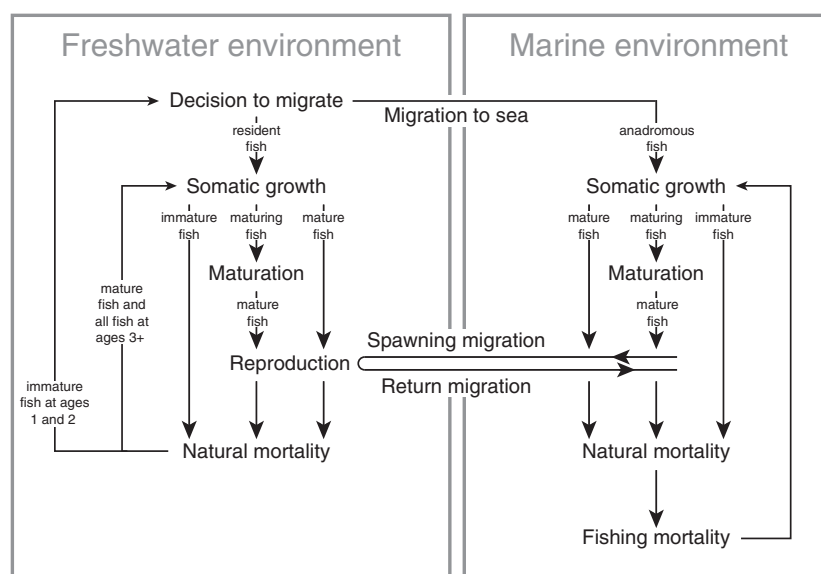 Freshwater environment
Marine environment
Decision to migrate
Migration to sea
resident
fish
anadromous
fish
Somatic growth
Somatic growth
immature
fish
maturing
fish
mature
fish
mature
fish
maturing
fish
immature
fish
Maturation
Maturation
mature
fish and
all fish at
ages 3+
mature
fish
mature
fish
Spawning migration
Reproduction
Return migration
immature
fish at ages
1 and 2
Natural mortality
Natural mortality
Fishing mortality